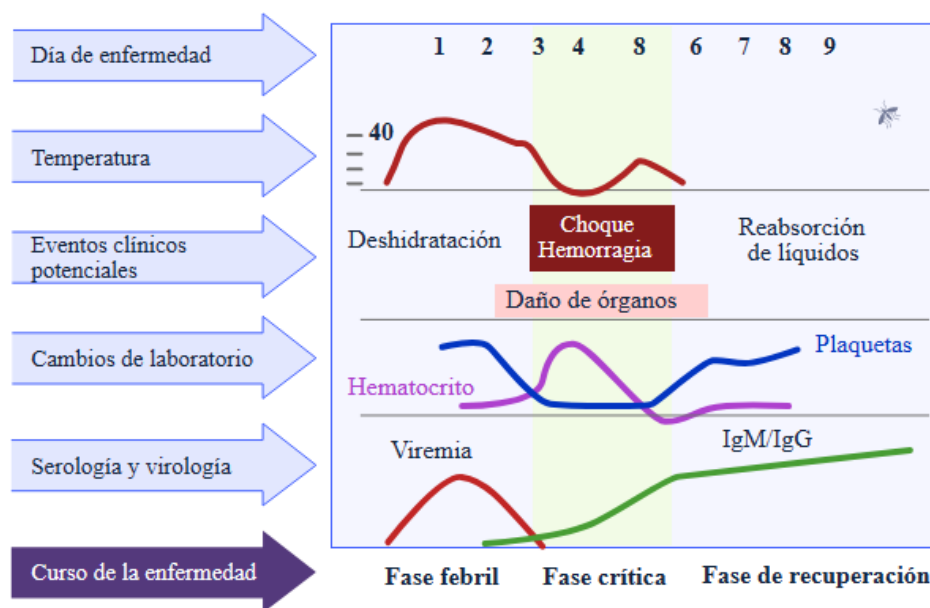 Día de enfermedad
1 2 3 4 8 6 7 8 9
Temperatura
40
Eventos clínicos
potenciales
Deshidratación
Choque
Hemorragia
Reabsorción
de líquidos
Daño de órganos
Cambios de laboratorio
Plaquetas
Hematocrito
Serología y virología
Viremia
IgM/IgG
Curso de la enfermedad
Fase febril
Fase crítica
Fase de recuperación